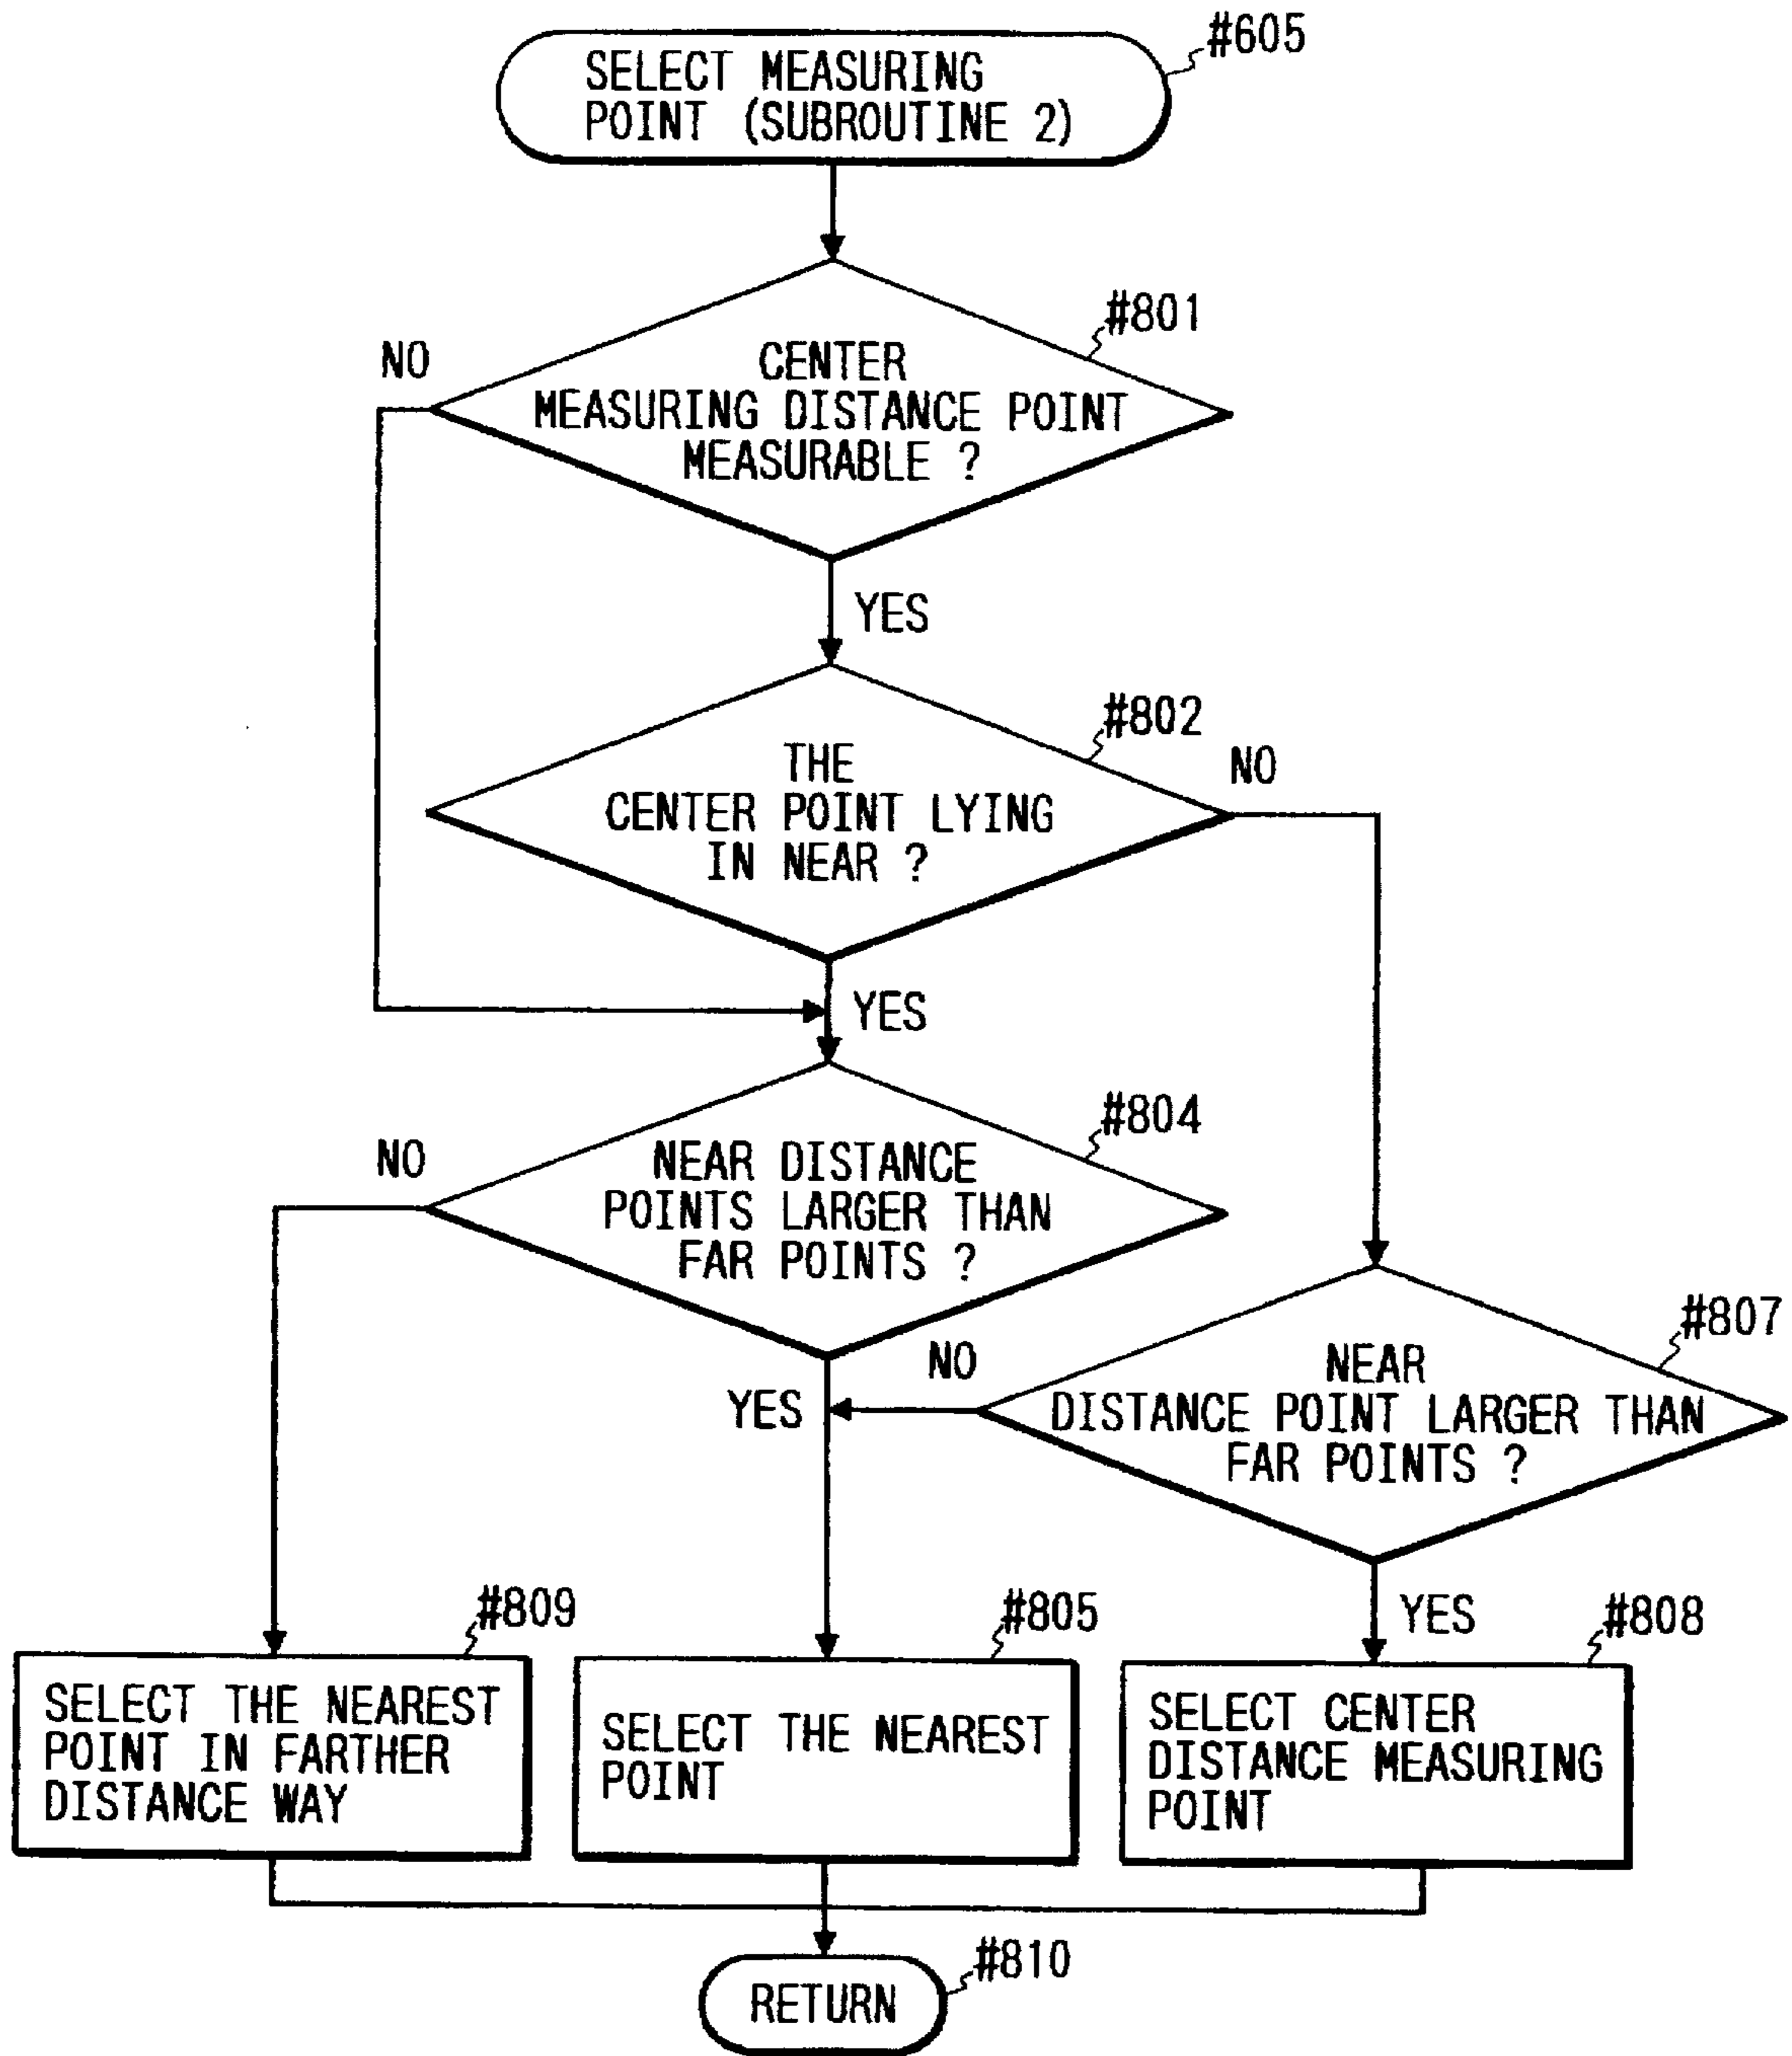 #605
SELECT MEASURING
POINT (SUBROUTINE 2)
#801
NO
CENTER
MEASURING DISTANCE POINT
MEASURABLE ?
YES
#802
THE
CENTER POINT LYING
IN NEAR ?
NO
YES
#804
NO
NEAR DISTANCE
POINTS LARGER THAN
FAR POINTS ?
#807
NO
YES
NEAR
DISTANCE POINT LARGER THAN
FAR POINTS ?
YES
#809
SELECT THE NEAREST
POINT IN FARTHER
DISTANCE WAY
#805
SELECT THE NEAREST
POINT
#808
SELECT CENTER
DISTANCE MEASURING
POINT
#810
RETURN